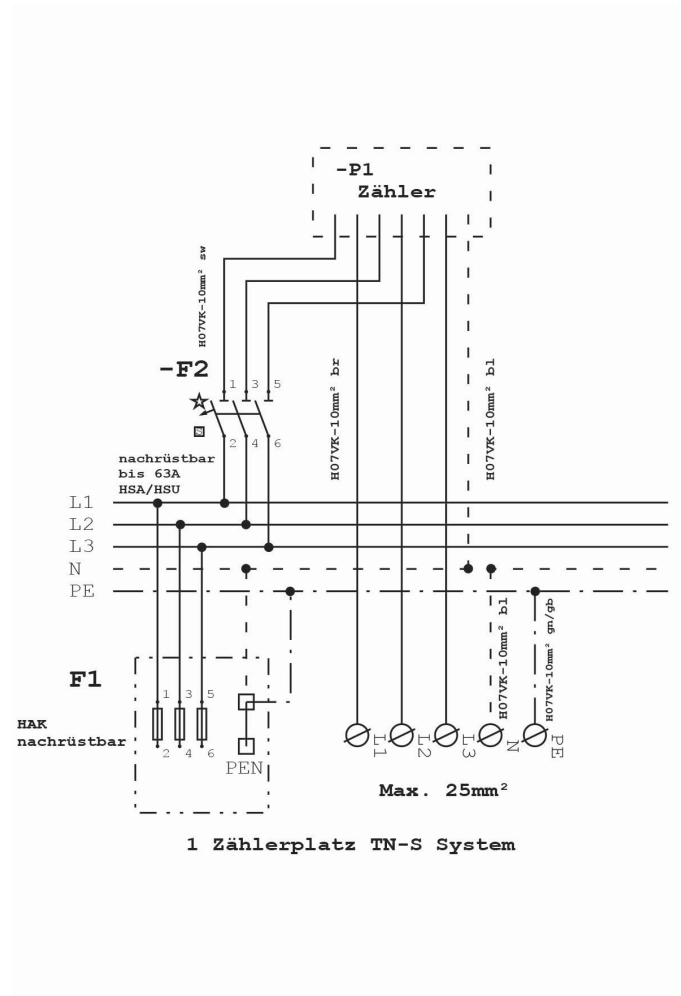 -P1
Zähler
H07VK-10mm² sw
-F2
1 3 5
2 4 6
H07VK-10mm² br
H07VK-10mm² bl
nachrüstbar
bis 63A
HSA/HSU
L1
L2
L3
N
PE
H07VK-10mm² bl
H07VK-10mm² gn/gb
F1
1 3 5
HAK
nachrüstbar
2 4 6
PEN
L1
L2
L3
N
PE
Max. 25mm²
1 Zählerplatz TN-S System